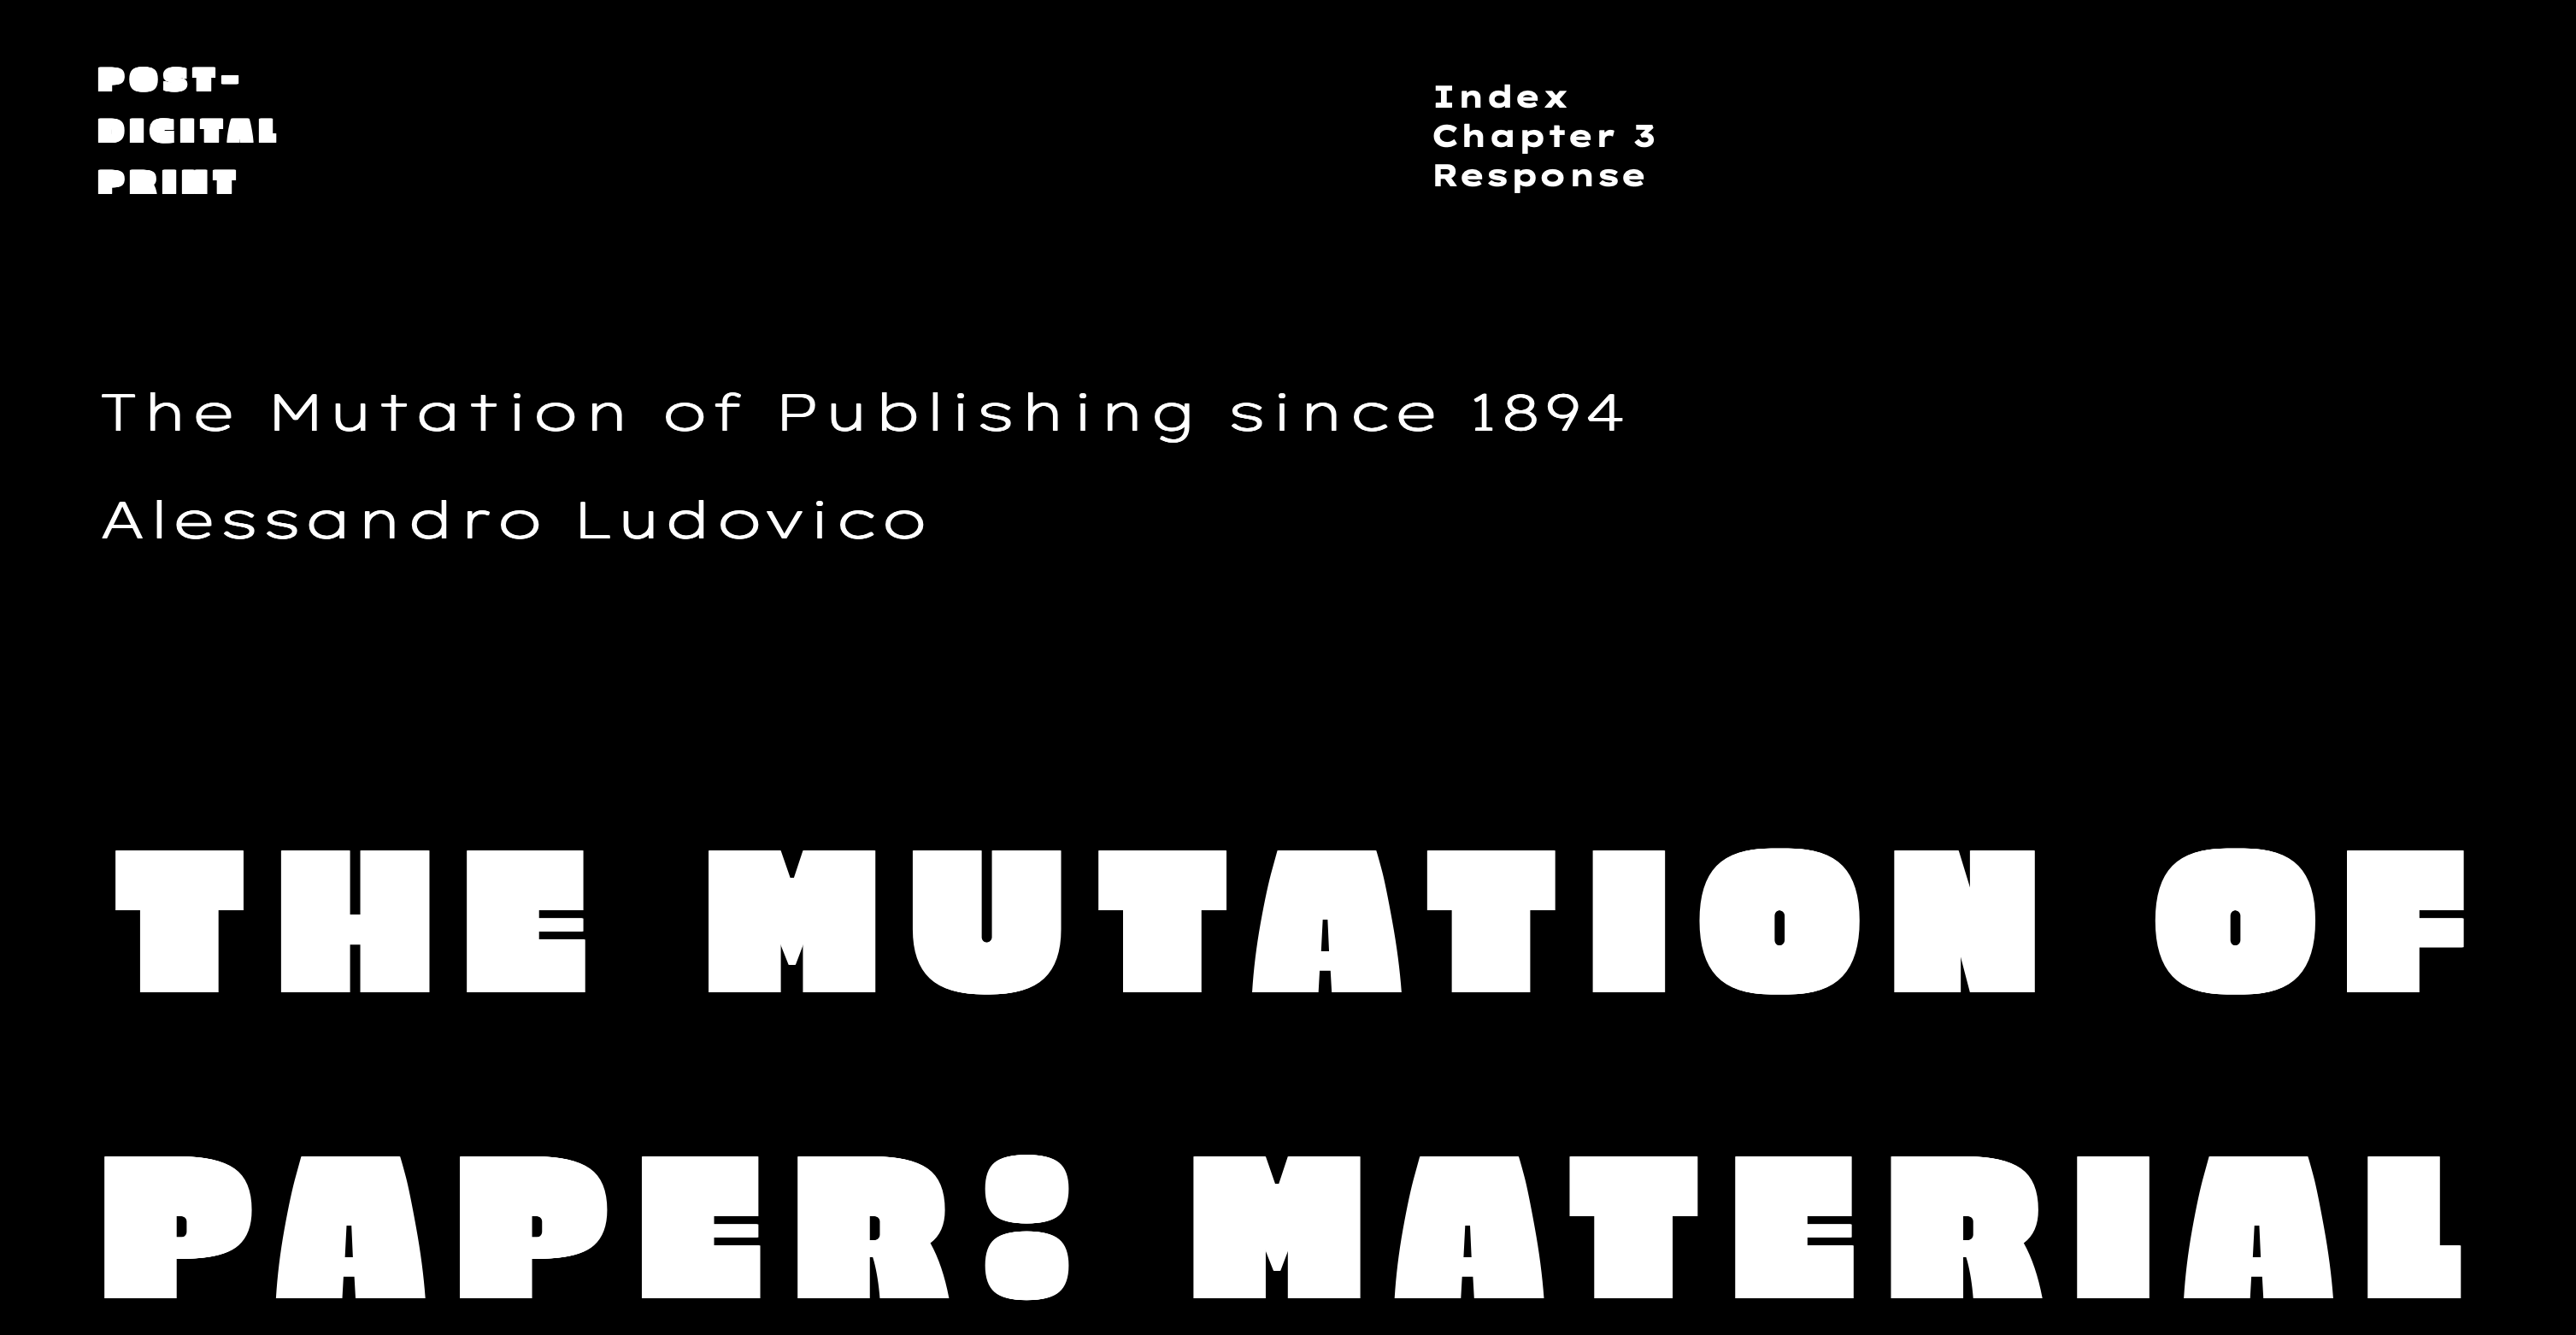 POST-
DIGITAL
PRINT
Index
Chapter 3
Response
The Mutation of Publishing since 1894
Alessandro Ludovico
THE MUTATION OF
PAPER: MATERIAL